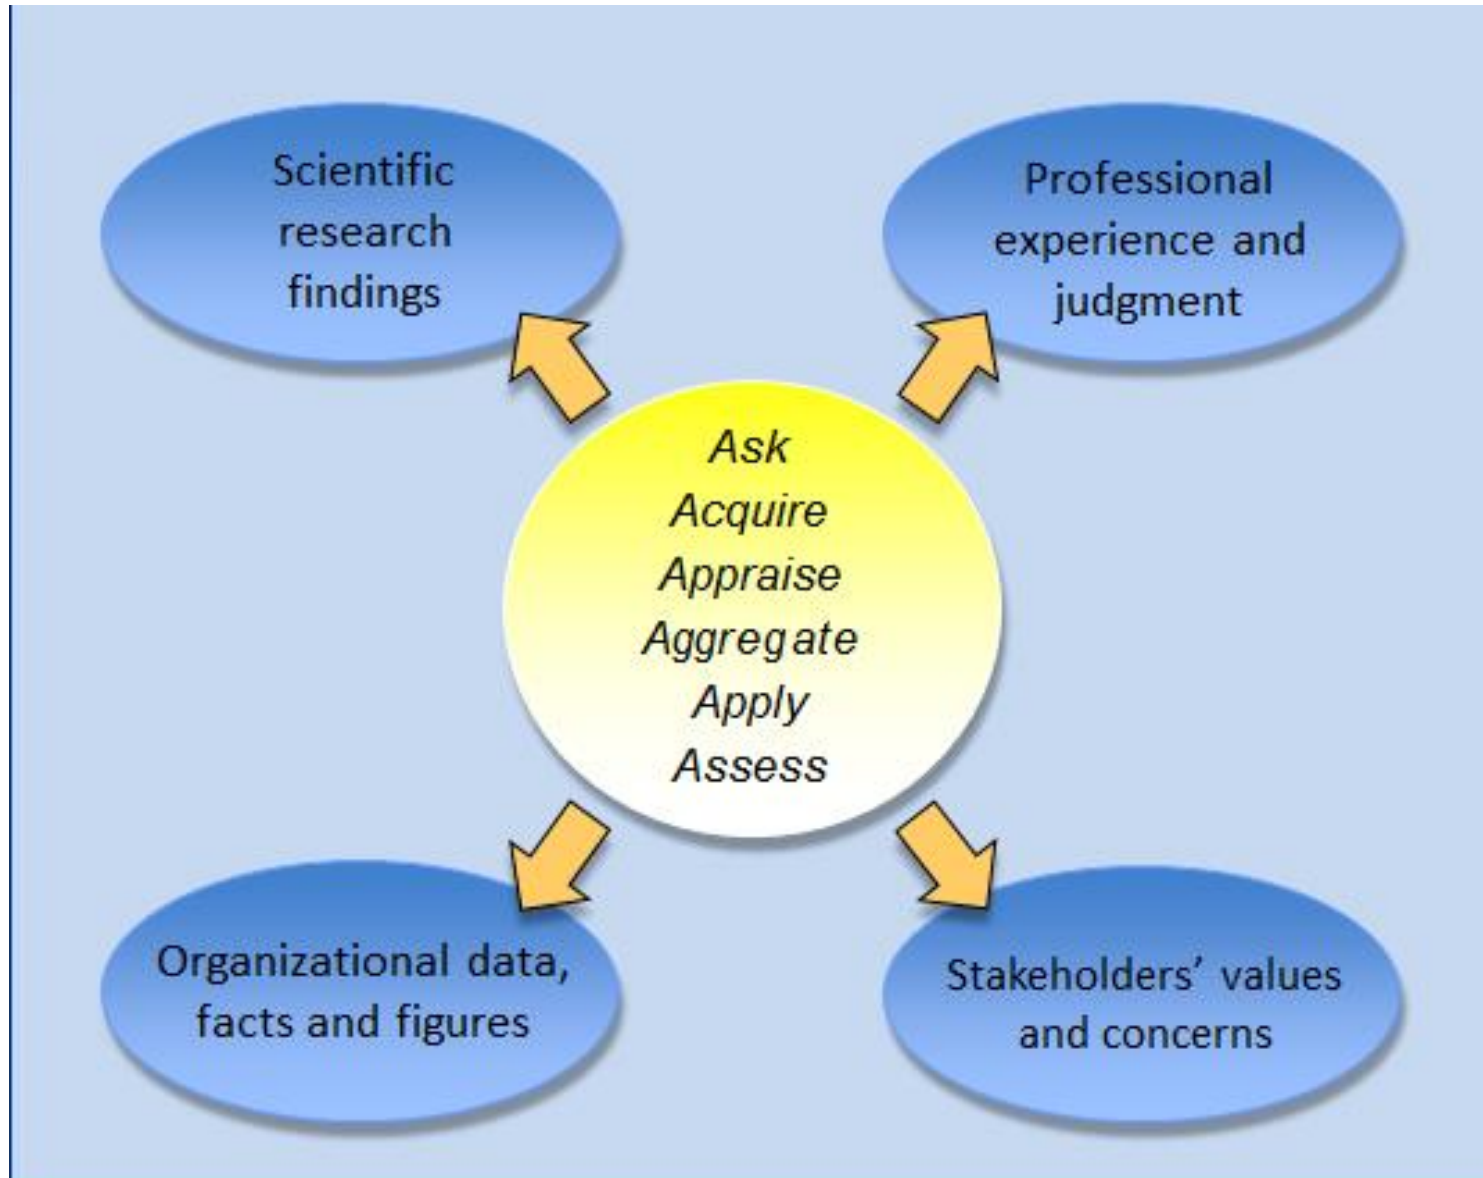 Scientific
research
findings
Professional
experience and
judgment
Ask
Acquire
Appraise
Aggregate
Apply
Assess
Organizational data,
facts and figures
Stakeholders’ values
and concerns